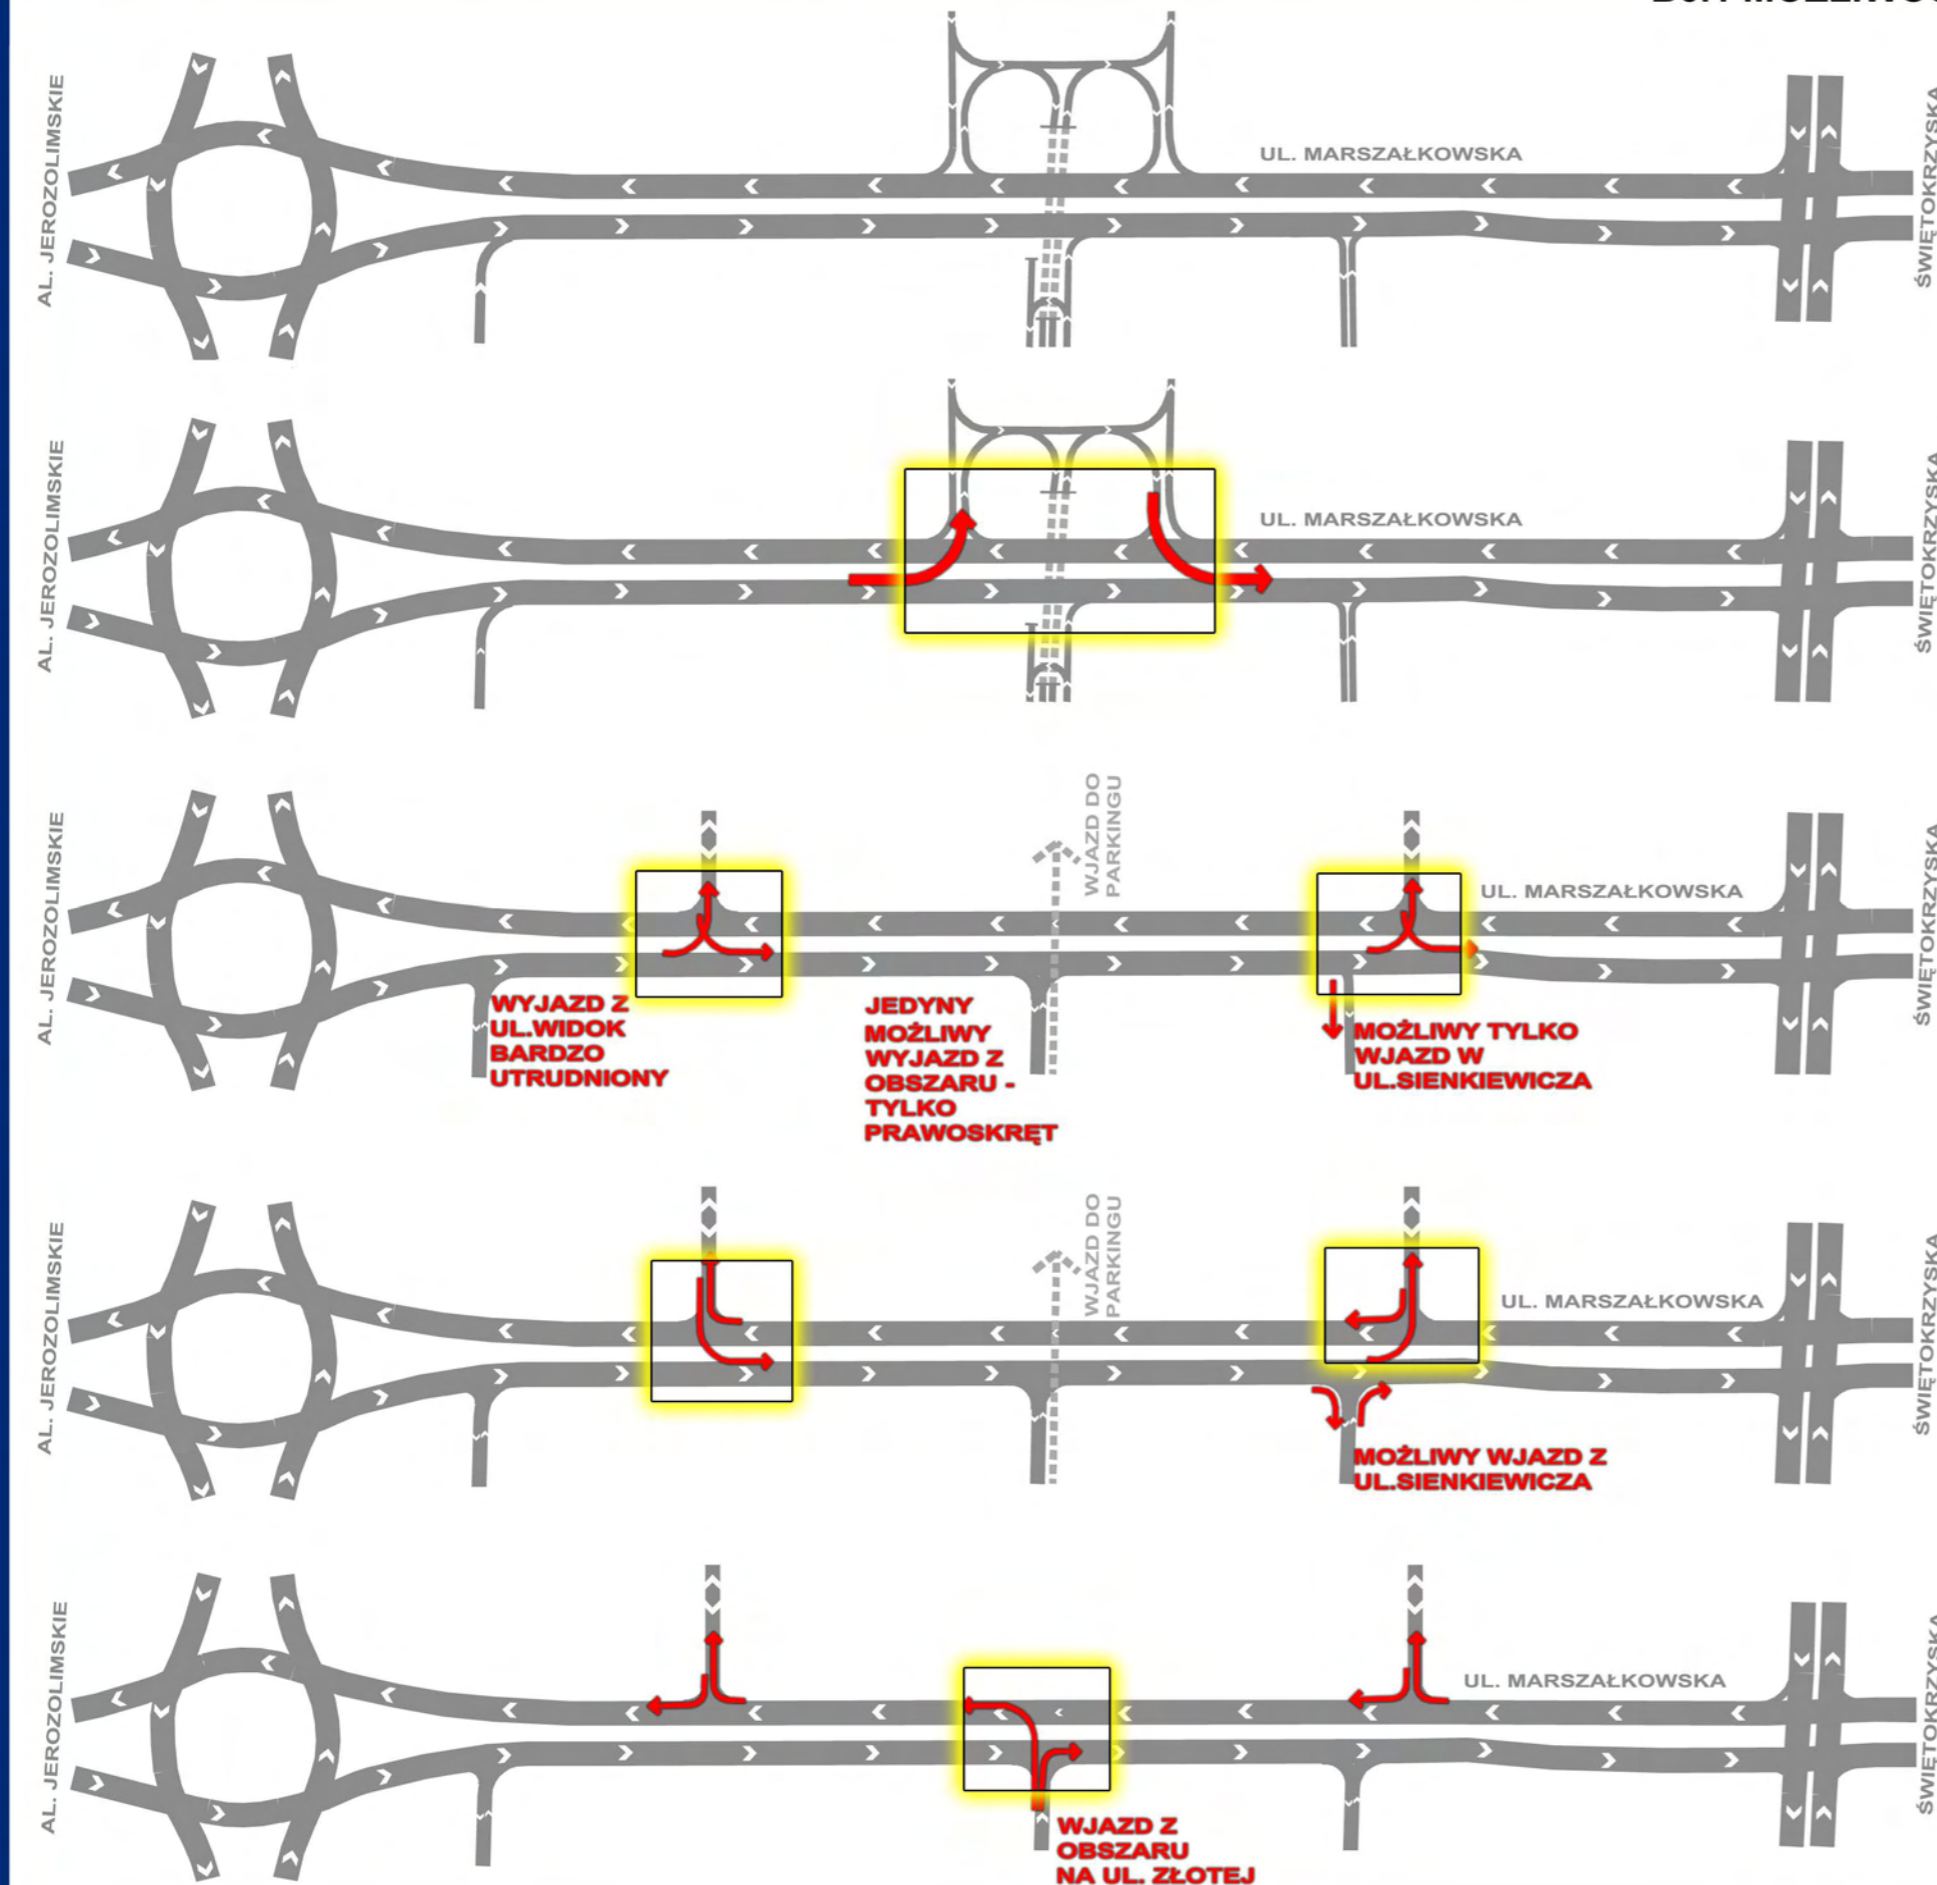 AL. JEROZOLIMSKIE
UL. MARSZAŁKOWSKA
ŚWIĘTOKRZYSKA
AL. JEROZOLIMSKIE
UL. MARSZAŁKOWSKA
ŚWIĘTOKRZYSKA
AL. JEROZOLIMSKIE
WJAZD DO
PARKINGU
UL. MARSZAŁKOWSKA
ŚWIĘTOKRZYSKA
WYJAZD Z
UL.WIDOK
BARDZO
UTRUDNIONY
JEDYNY
MOŻLIWY
WYJAZD Z
OBSZARU -
TYLKO
PRAWOSKRĘT
MOŻLIWY TYLKO
WJAZD W
UL.SIENKIEWICZA
AL. JEROZOLIMSKIE
WJAZD DO
PARKINGU
UL. MARSZAŁKOWSKA
ŚWIĘTOKRZYSKA
MOŻLIWY WJAZD Z
UL.SIENKIEWICZA
AL. JEROZOLIMSKIE
UL. MARSZAŁKOWSKA
ŚWIĘTOKRZYSKA
WJAZD Z
OBSZARU
NA UL. ZŁOTEJ